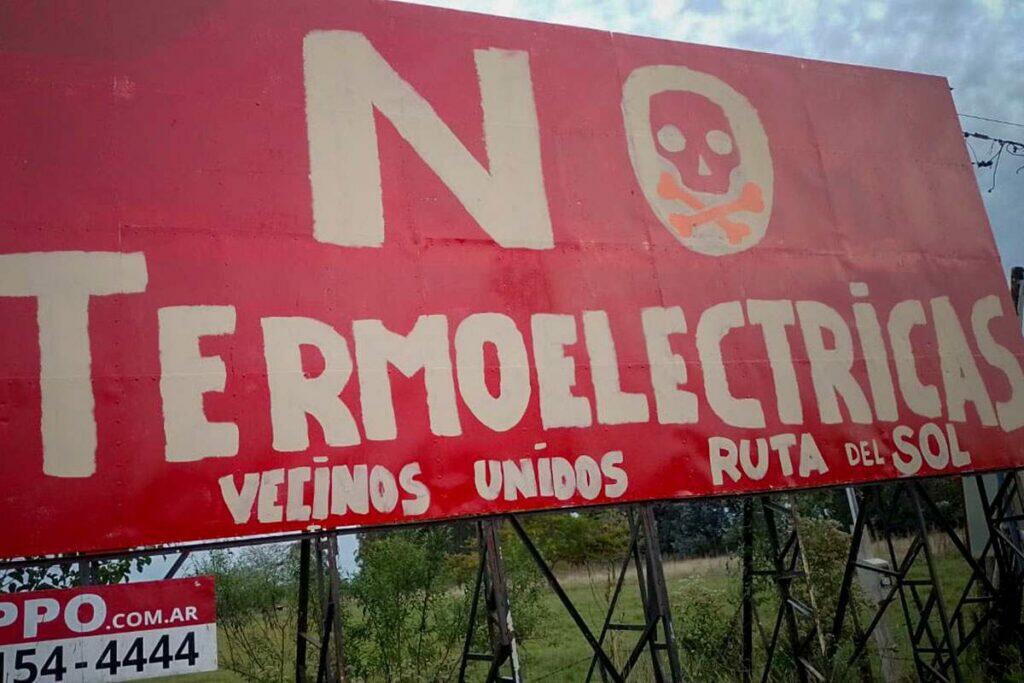 NO
TERMOELECTRiCAS
VECiNOS UNiDOS RUTA DEL SOL
PPO.COM.AR
154-4444